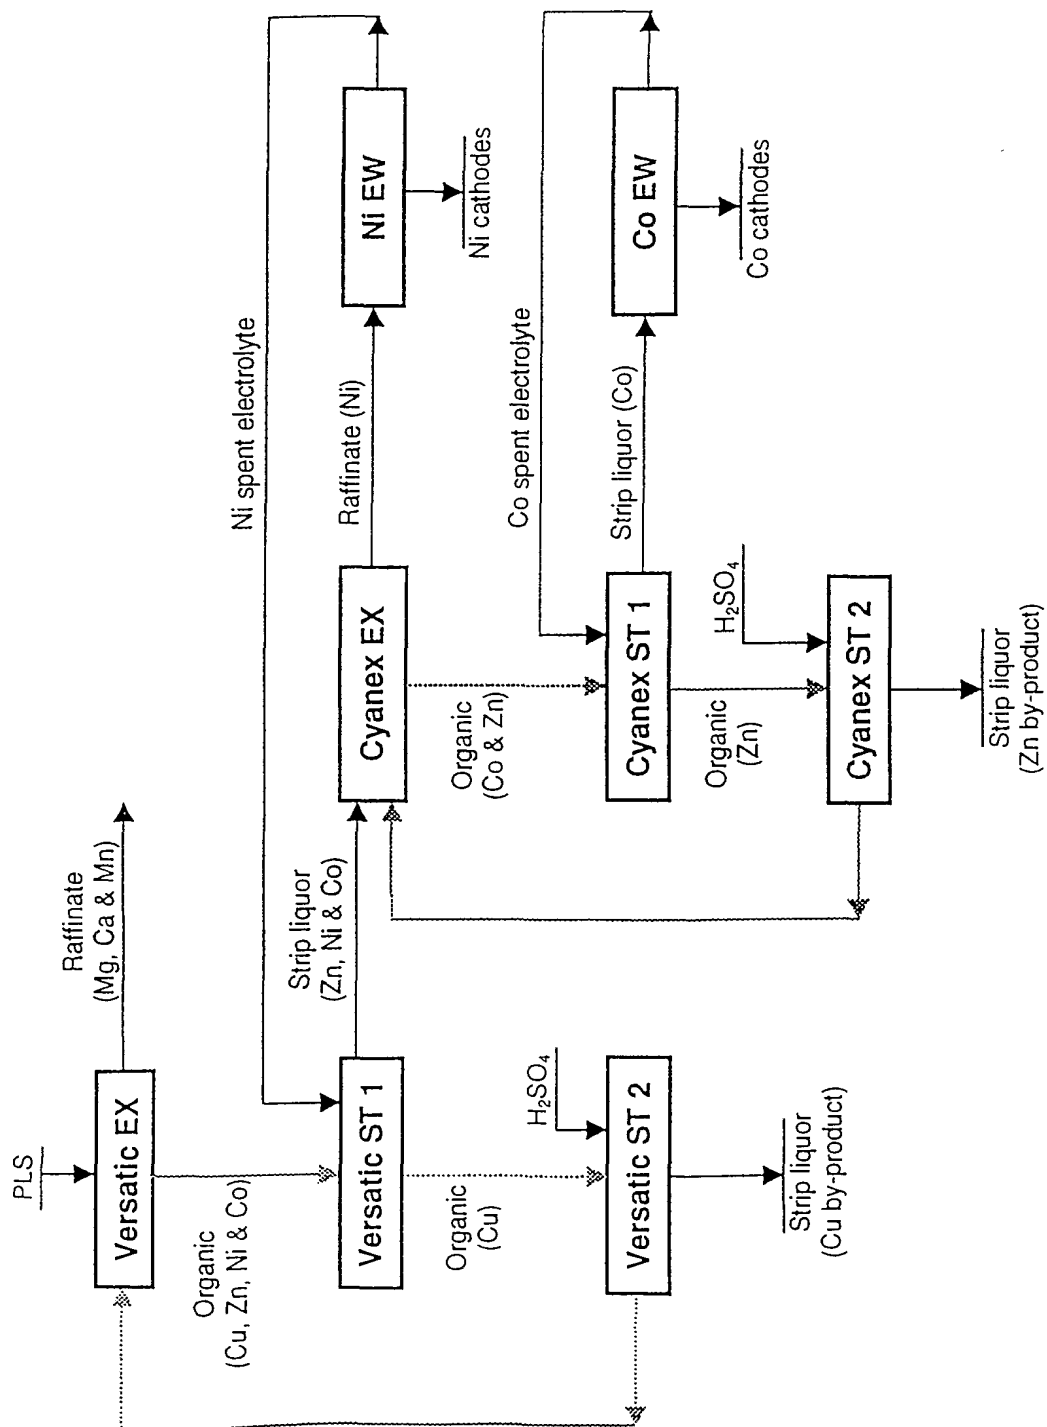 PLS
Versatic EX
Raffinate
(Mg, Ca & Mn)
Organic
(Cu, Zn, Ni & Co)
Versatic ST 1
Ni spent electrolyte
Strip liquor
(Zn, Ni & Co)
Cyanex EX
Raffinate (Ni)
Ni EW
Ni cathodes
Organic
(Cu)
H₂SO₄
Versatic ST 2
Strip liquor
(Cu by-product)
Organic
(Co & Zn)
Cyanex ST 1
Co spent electrolyte
Strip liquor (Co)
Co EW
Co cathodes
Organic
(Zn)
H₂SO₄
Cyanex ST 2
Strip liquor
(Zn by-product)